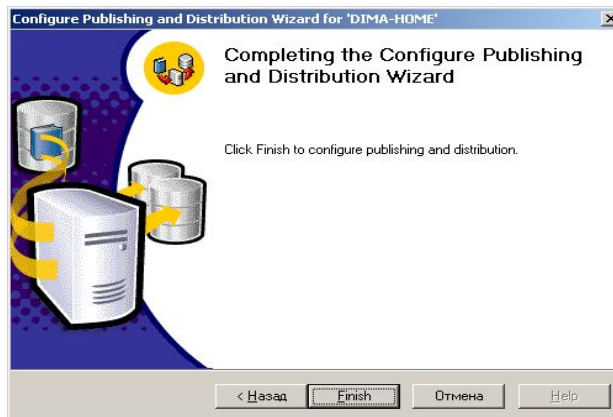 Configure Publishing and Distribution Wizard for 'DIMA-HOME'
Completing the Configure Publishing
and Distribution Wizard
Click Finish to configure publishing and distribution.
< Назад Finish Отмена Help